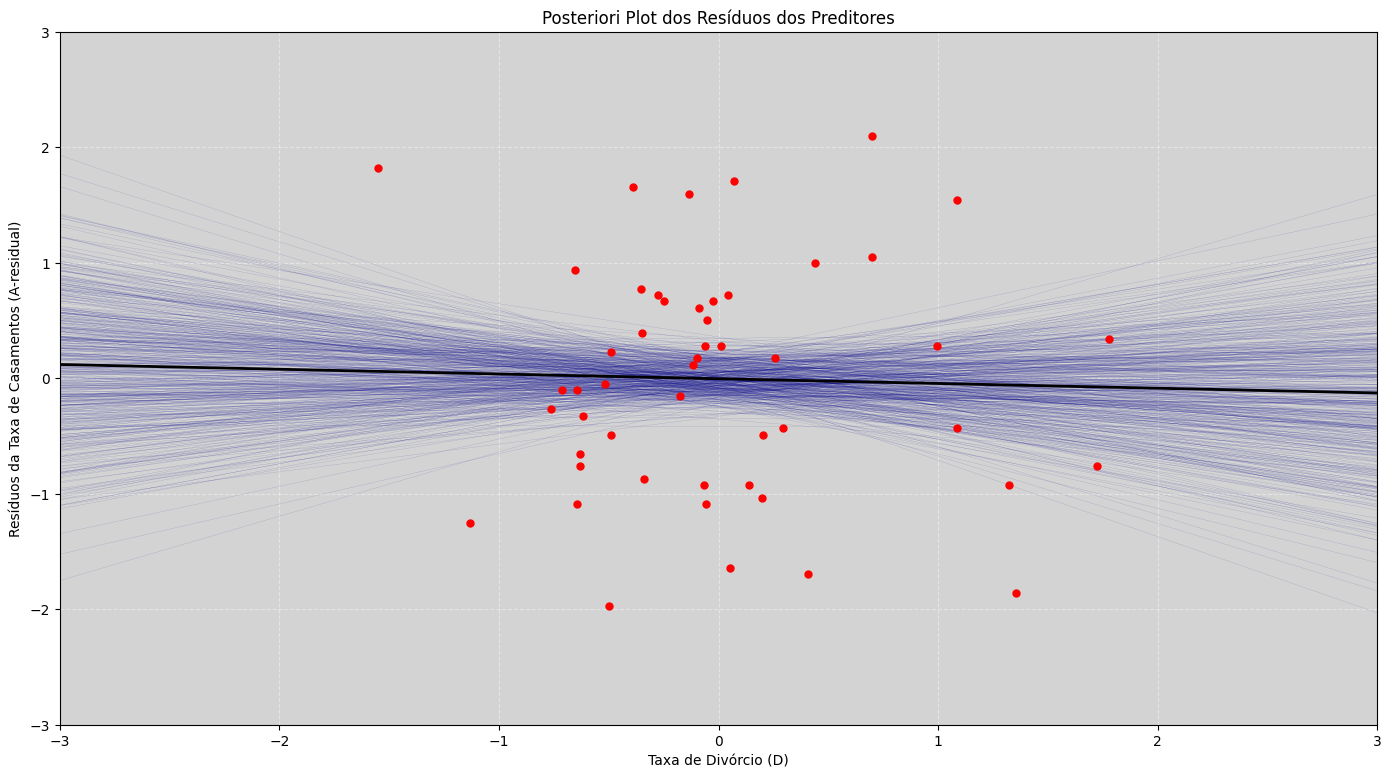 Posteriori Plot dos Resíduos dos Preditores
3
2
1
0
−1
−2
−3
Resíduos da Taxa de Casamentos (A-residual)
−3 −2 −1 0 1 2 3
Taxa de Divórcio (D)